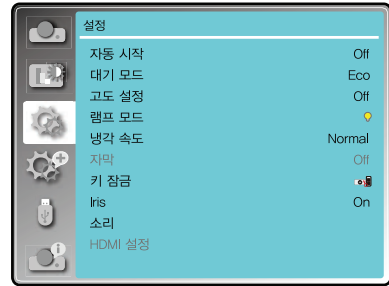 설정
자동 시작 Off
대기 모드 Eco
고도 설정 Off
램프 모드
냉각 속도 Normal
자막 Off
키 잠금
Iris On
소리
HDMI 설정